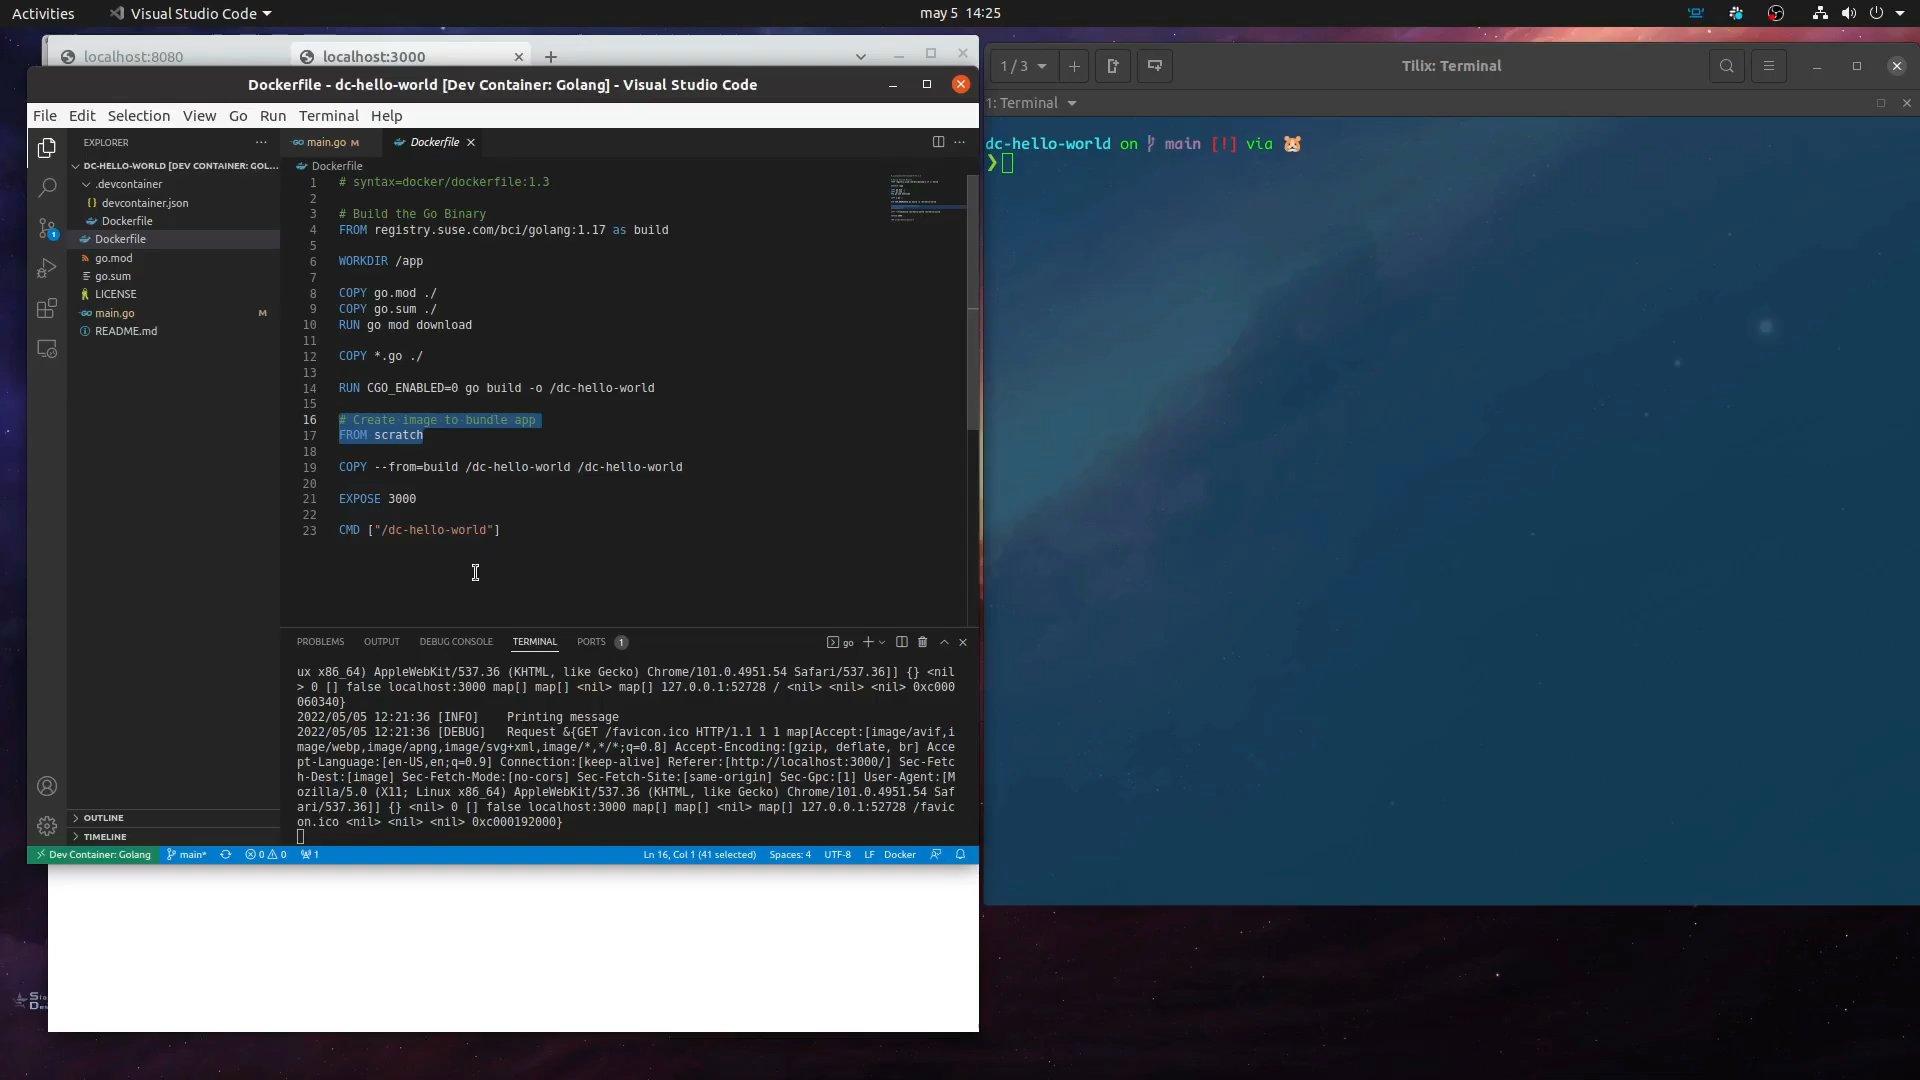 Activities
Visual Studio Code
may 5 14:25
localhost:8080
localhost:3000
Dockerfile - dc-hello-world [Dev Container: Golang] - Visual Studio Code
File Edit Selection View Go Run Terminal Help
EXPLORER
DC-HELLO-WORLD [DEV CONTAINER: GOL...
.devcontainer
devcontainer.json
Dockerfile
Dockerfile
go.mod
go.sum
LICENSE
main.go M
README.md
OUTLINE
TIMELINE
main.go M
Dockerfile
Dockerfile
1 # syntax=docker/dockerfile:1.3
2
3 # Build the Go Binary
4 FROM registry.suse.com/bci/golang:1.17 as build
5
6 WORKDIR /app
7
8 COPY go.mod ./
9 COPY go.sum ./
10 RUN go mod download
11
12 COPY *.go ./
13
14 RUN CGO_ENABLED=0 go build -o /dc-hello-world
15
16 # Create image to bundle app
17 FROM scratch
18
19 COPY --from=build /dc-hello-world /dc-hello-world
20
21 EXPOSE 3000
22
23 CMD ["/dc-hello-world"]
PROBLEMS OUTPUT DEBUG CONSOLE TERMINAL PORTS 1
go
ux x86_64) AppleWebKit/537.36 (KHTML, like Gecko) Chrome/101.0.4951.54 Safari/537.36]] {} <nil
> 0 [] false localhost:3000 map[] map[] <nil> map[] 127.0.0.1:52728 / <nil> <nil> <nil> 0xc000
060340}
2022/05/05 12:21:36 [INFO] Printing message
2022/05/05 12:21:36 [DEBUG] Request &{GET /favicon.ico HTTP/1.1 1 1 map[Accept:[image/avif,i
mage/webp,image/apng,image/svg+xml,image/*,*/*;q=0.8] Accept-Encoding:[gzip, deflate, br] Acce
pt-Language:[en-US,en;q=0.9] Connection:[keep-alive] Referer:[http://localhost:3000/] Sec-Fetc
h-Dest:[image] Sec-Fetch-Mode:[no-cors] Sec-Fetch-Site:[same-origin] Sec-Gpc:[1] User-Agent:[M
ozilla/5.0 (X11; Linux x86_64) AppleWebKit/537.36 (KHTML, like Gecko) Chrome/101.0.4951.54 Saf
ari/537.36]] {} <nil> 0 [] false localhost:3000 map[] map[] <nil> map[] 127.0.0.1:52728 /favic
on.ico <nil> <nil> <nil> 0xc000192000}
Dev Container: Golang
main*
0 0
1
Ln 16, Col 1 (41 selected)
Spaces: 4
UTF-8
LF
Docker
1 / 3
Tilix: Terminal
1: Terminal
dc-hello-world on main [!] via
❯